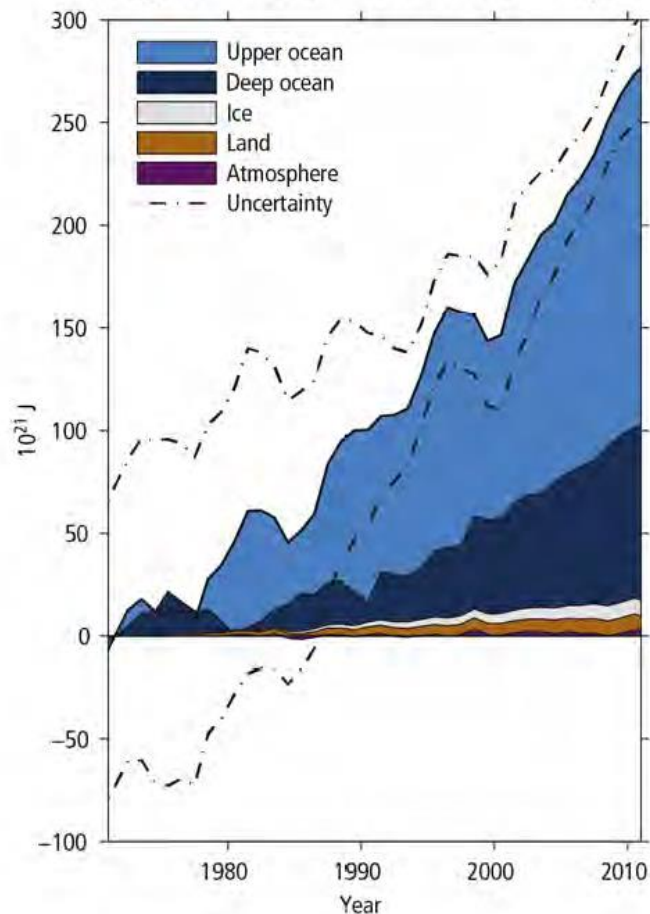 300
250
200
150
100
50
0
−50
−100
10²¹ J
Upper ocean
Deep ocean
Ice
Land
Atmosphere
Uncertainty
1980 1990 2000 2010
Year